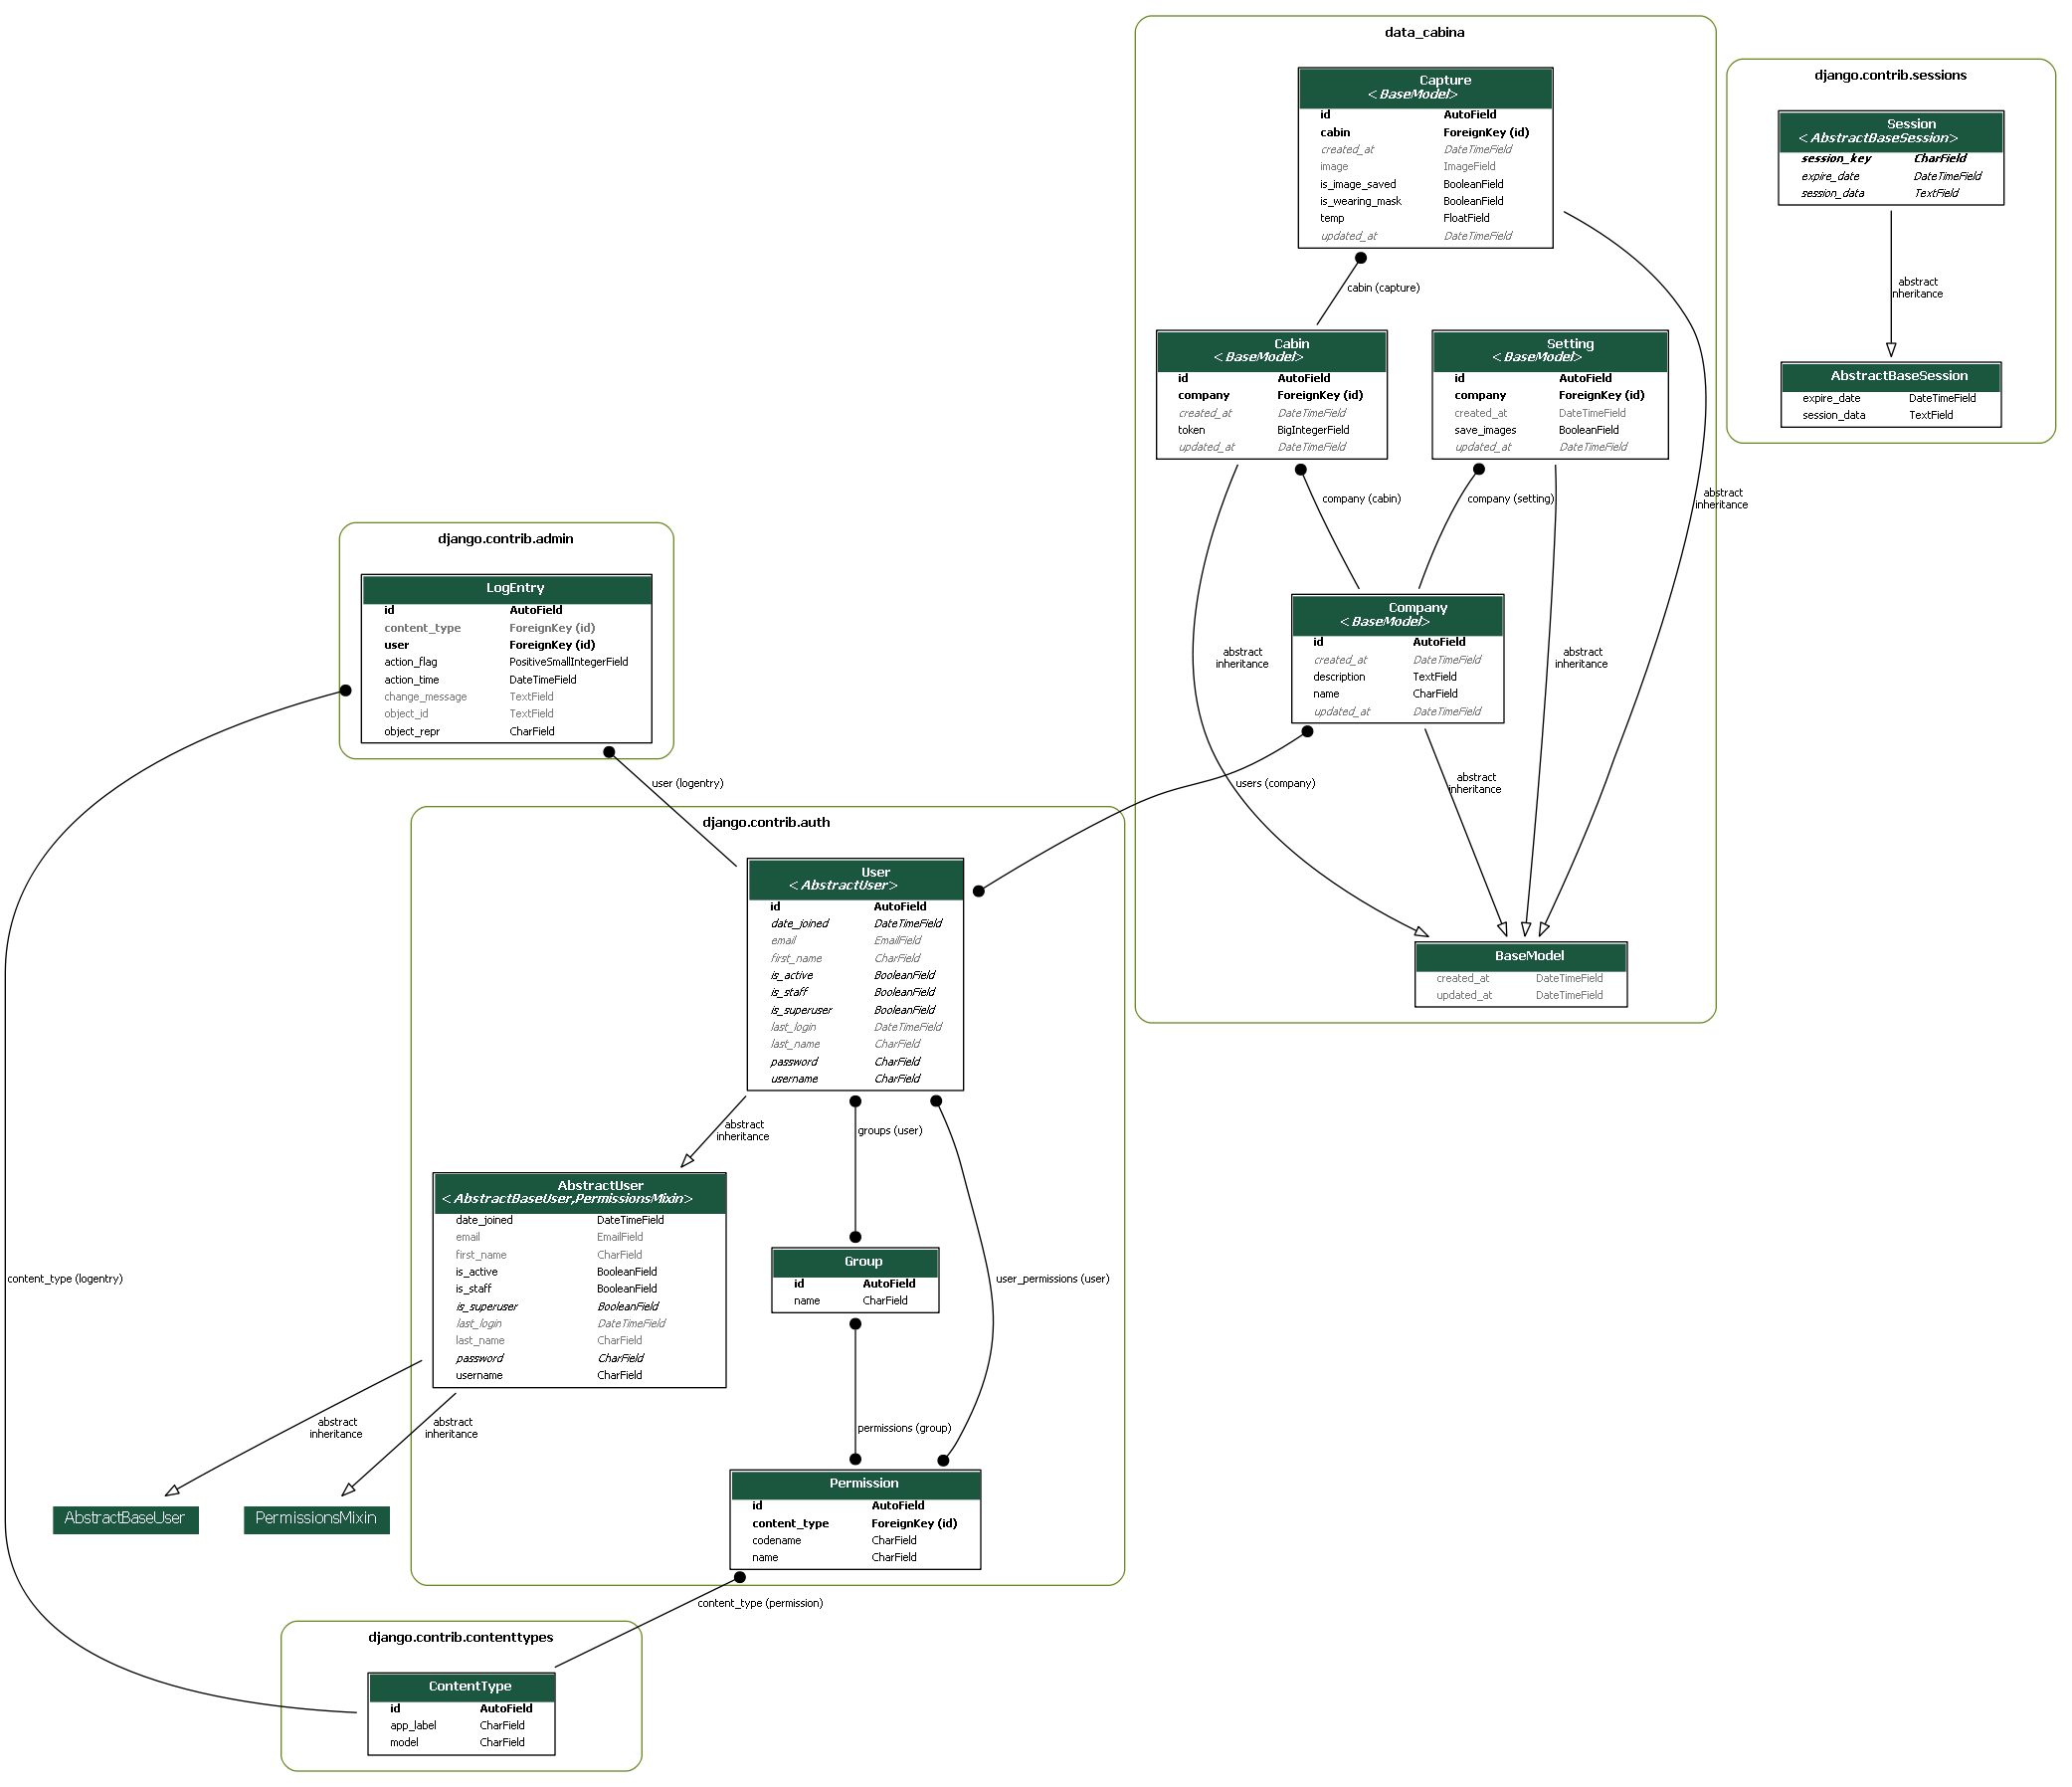 data_cabina
Capture
<BaseModel>
id AutoField
cabin ForeignKey (id)
created_at DateTimeField
image ImageField
is_image_saved BooleanField
is_wearing_mask BooleanField
temp FloatField
updated_at DateTimeField
cabin (capture)
Cabin
<BaseModel>
id AutoField
company ForeignKey (id)
created_at DateTimeField
token BigIntegerField
updated_at DateTimeField
Setting
<BaseModel>
id AutoField
company ForeignKey (id)
created_at DateTimeField
save_images BooleanField
updated_at DateTimeField
company (cabin)
company (setting)
abstract
inheritance
Company
<BaseModel>
id AutoField
created_at DateTimeField
description TextField
name CharField
updated_at DateTimeField
abstract
inheritance
abstract
inheritance
users (company)
abstract
inheritance
BaseModel
created_at DateTimeField
updated_at DateTimeField
django.contrib.sessions
Session
<AbstractBaseSession>
session_key CharField
expire_date DateTimeField
session_data TextField
abstract
inheritance
AbstractBaseSession
expire_date DateTimeField
session_data TextField
django.contrib.admin
LogEntry
id AutoField
content_type ForeignKey (id)
user ForeignKey (id)
action_flag PositiveSmallIntegerField
action_time DateTimeField
change_message TextField
object_id TextField
object_repr CharField
user (logentry)
django.contrib.auth
User
<AbstractUser>
id AutoField
date_joined DateTimeField
email EmailField
first_name CharField
is_active BooleanField
is_staff BooleanField
is_superuser BooleanField
last_login DateTimeField
last_name CharField
password CharField
username CharField
abstract
inheritance
groups (user)
AbstractUser
<AbstractBaseUser,PermissionsMixin>
date_joined DateTimeField
email EmailField
first_name CharField
is_active BooleanField
is_staff BooleanField
is_superuser BooleanField
last_login DateTimeField
last_name CharField
password CharField
username CharField
Group
id AutoField
name CharField
content_type (logentry)
user_permissions (user)
abstract
inheritance
abstract
inheritance
permissions (group)
AbstractBaseUser
PermissionsMixin
Permission
id AutoField
content_type ForeignKey (id)
codename CharField
name CharField
content_type (permission)
django.contrib.contenttypes
ContentType
id AutoField
app_label CharField
model CharField